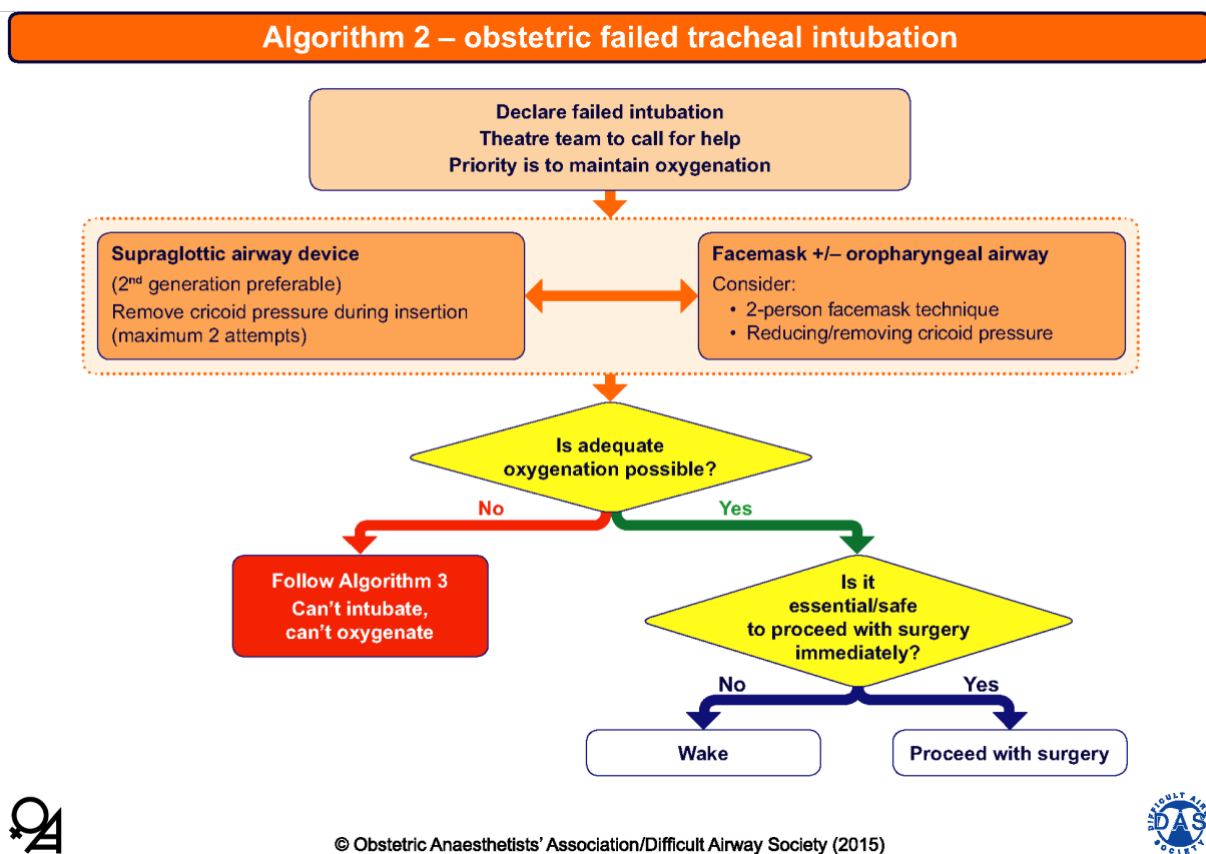 Algorithm 2 – obstetric failed tracheal intubation
Declare failed intubation
Theatre team to call for help
Priority is to maintain oxygenation
Supraglottic airway device
(2nd generation preferable)
Remove cricoid pressure during insertion
(maximum 2 attempts)
Facemask +/– oropharyngeal airway
Consider:
• 2-person facemask technique
• Reducing/removing cricoid pressure
Is adequate
oxygenation possible?
No
Yes
Follow Algorithm 3
Can’t intubate,
can’t oxygenate
Is it
essential/safe
to proceed with surgery
immediately?
No
Yes
Wake
Proceed with surgery
© Obstetric Anaesthetists’ Association/Difficult Airway Society (2015)
OAA
DIFFICULT AIRWAY
DAS
SOCIETY